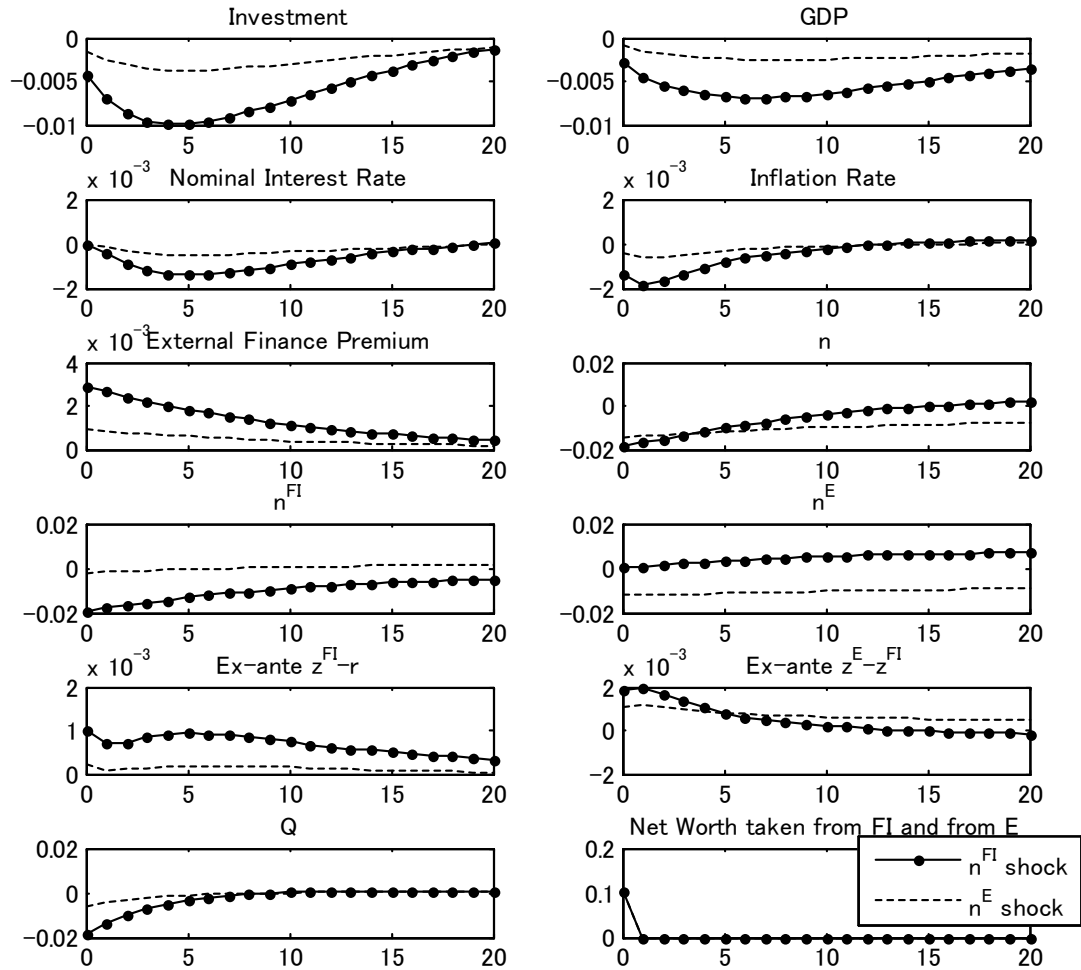 Investment
0
-0.005
-0.01
0 5 10 15 20
GDP
0
-0.005
-0.01
0 5 10 15 20
x 10^-3
Nominal Interest Rate
2
0
-2
0 5 10 15 20
x 10^-3
Inflation Rate
2
0
-2
0 5 10 15 20
x 10^-3
External Finance Premium
4
2
0
0 5 10 15 20
n
0.02
0
-0.02
0 5 10 15 20
n^FI
0.02
0
-0.02
0 5 10 15 20
n^E
0.02
0
-0.02
0 5 10 15 20
x 10^-3
Ex-ante z^FI-r
2
1
0
0 5 10 15 20
x 10^-3
Ex-ante z^E-z^FI
2
0
-2
0 5 10 15 20
Q
0.02
0
-0.02
0 5 10 15 20
Net Worth taken from FI and from E
0.2
0.1
0
0 5 10 15 20
n^FI shock
n^E shock